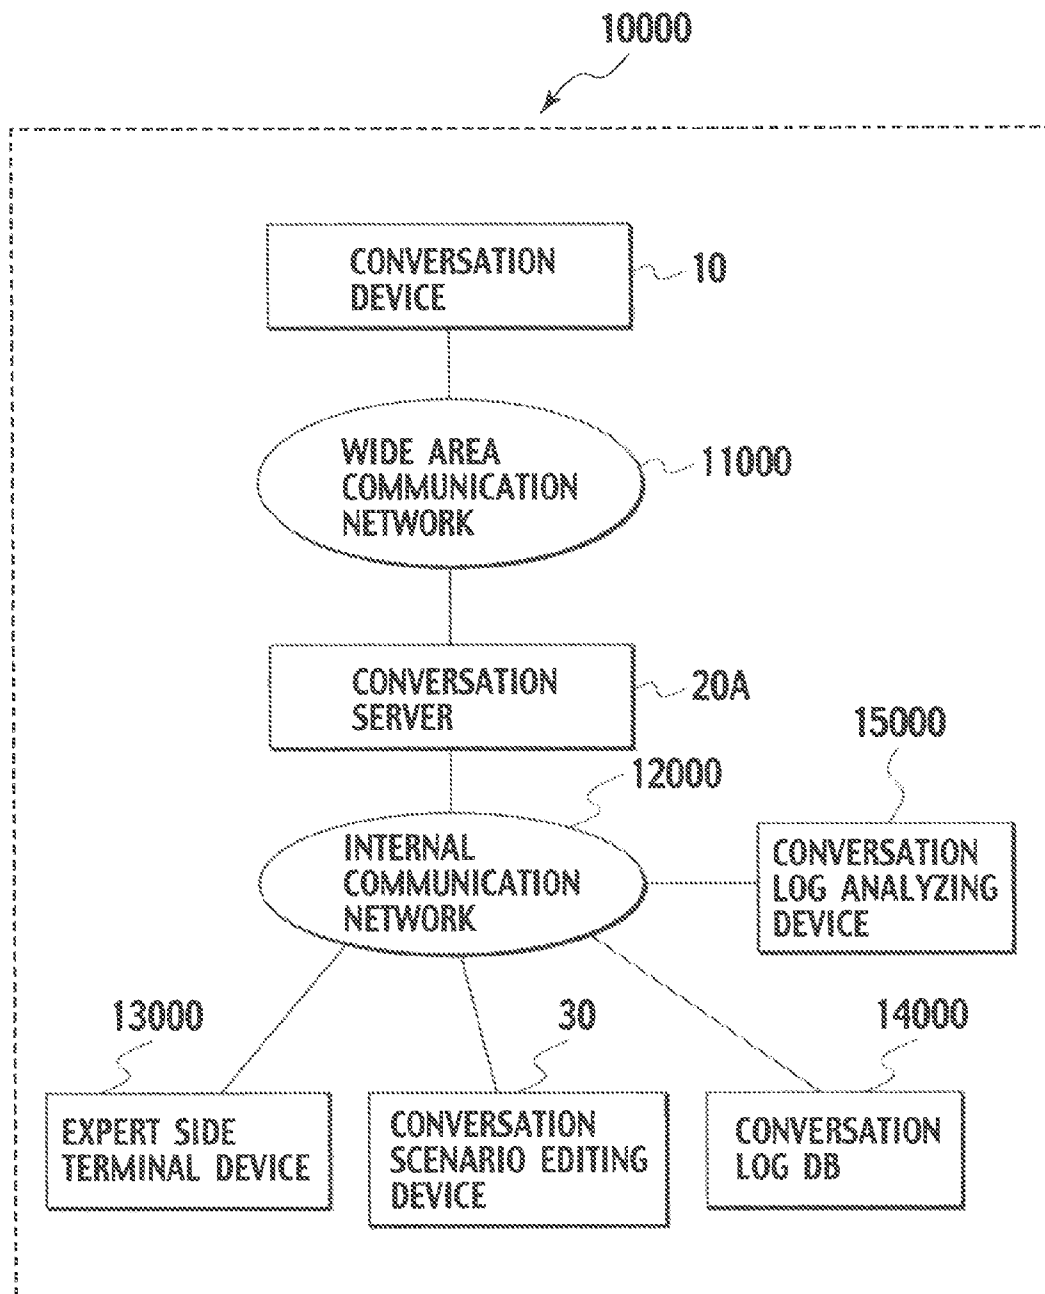 10000
CONVERSATION
DEVICE
10
WIDE AREA
COMMUNICATION
NETWORK
11000
CONVERSATION
SERVER
20A
15000
12000
INTERNAL
COMMUNICATION
NETWORK
CONVERSATION
LOG ANALYZING
DEVICE
13000
30
14000
EXPERT SIDE
TERMINAL DEVICE
CONVERSATION
SCENARIO EDITING
DEVICE
CONVERSATION
LOG DB